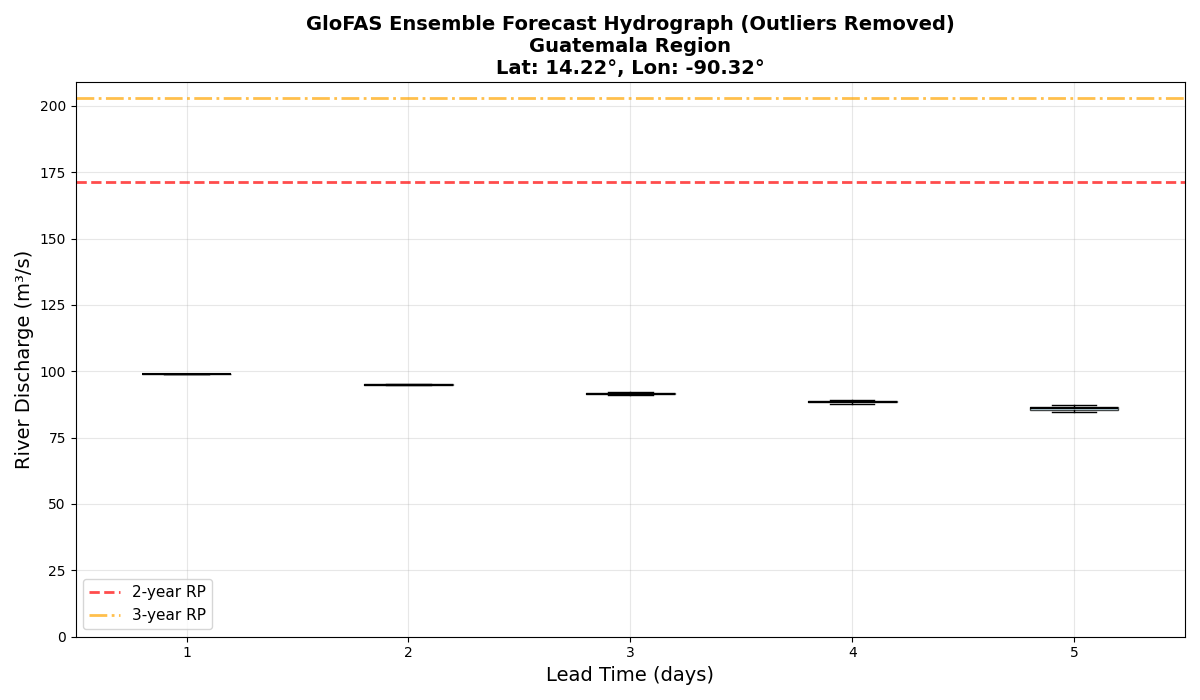 GloFAS Ensemble Forecast Hydrograph (Outliers Removed)
Guatemala Region
Lat: 14.22°, Lon: -90.32°
River Discharge (m³/s)
200
175
150
125
100
75
50
25
0
2-year RP
3-year RP
1 2 3 4 5
Lead Time (days)